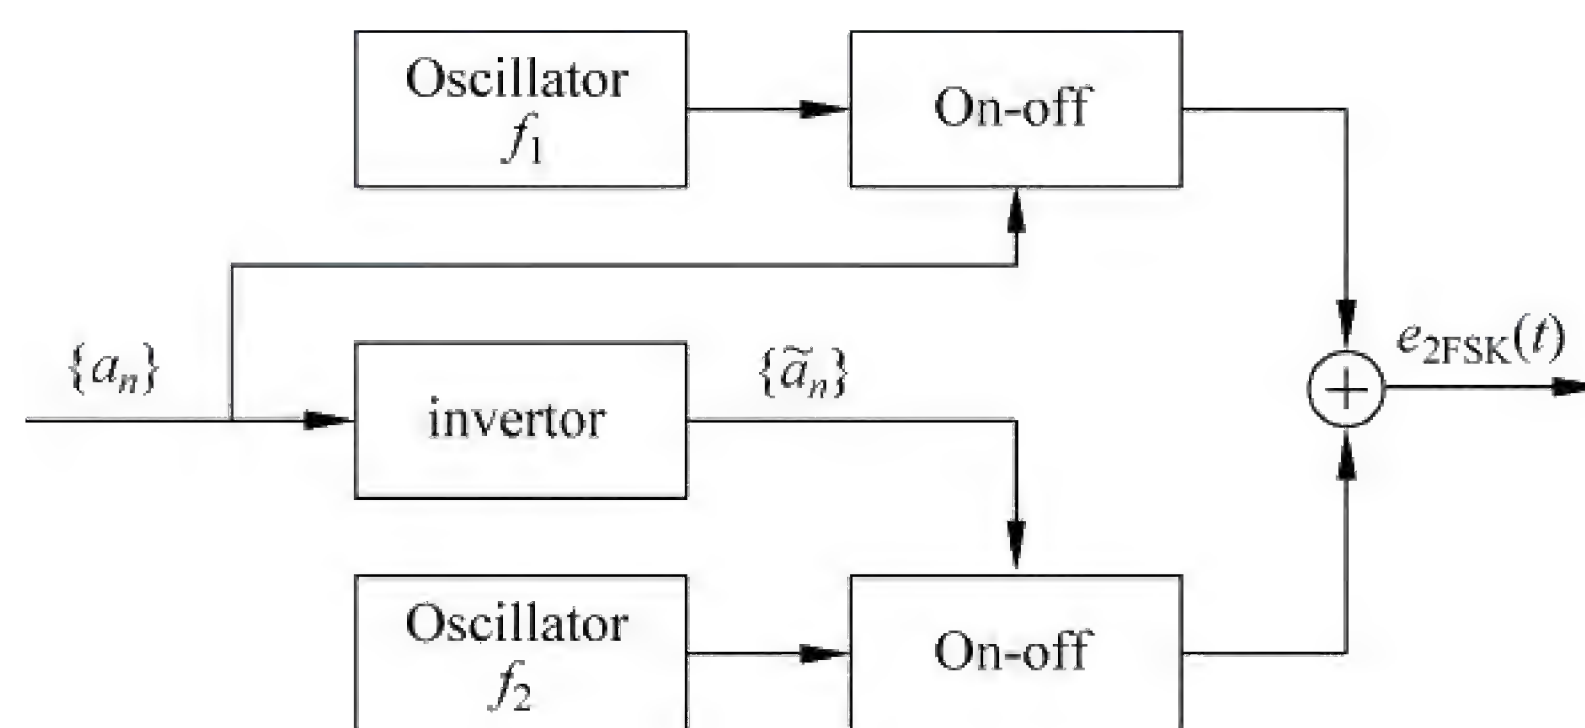 Oscillator
f₁
On-off
{aₙ}
invertor
{ãₙ}
e₂FSK(t)
Oscillator
f₂
On-off